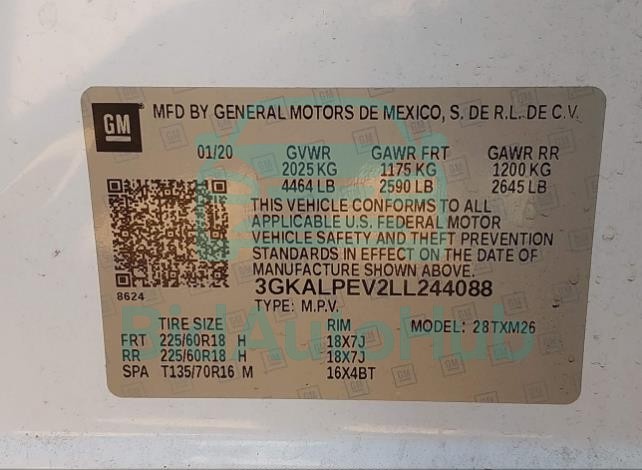 GM MFD BY GENERAL MOTORS DE MEXICO, S. DE R.L. DE C.V.
01/20 GVWR GAWR FRT GAWR RR
2025 KG 1175 KG 1200 KG
4464 LB 2590 LB 2645 LB
THIS VEHICLE CONFORMS TO ALL
APPLICABLE U.S. FEDERAL MOTOR
VEHICLE SAFETY AND THEFT PREVENTION
STANDARDS IN EFFECT ON THE DATE OF
MANUFACTURE SHOWN ABOVE.
8624
3GKALPEV2LL244088
TYPE: M.P.V.
TIRE SIZE RIM MODEL: 28TXM26
FRT 225/60R18 H 18X7J
RR 225/60R18 H 18X7J
SPA T135/70R16 M 16X4BT
BidAutoHub